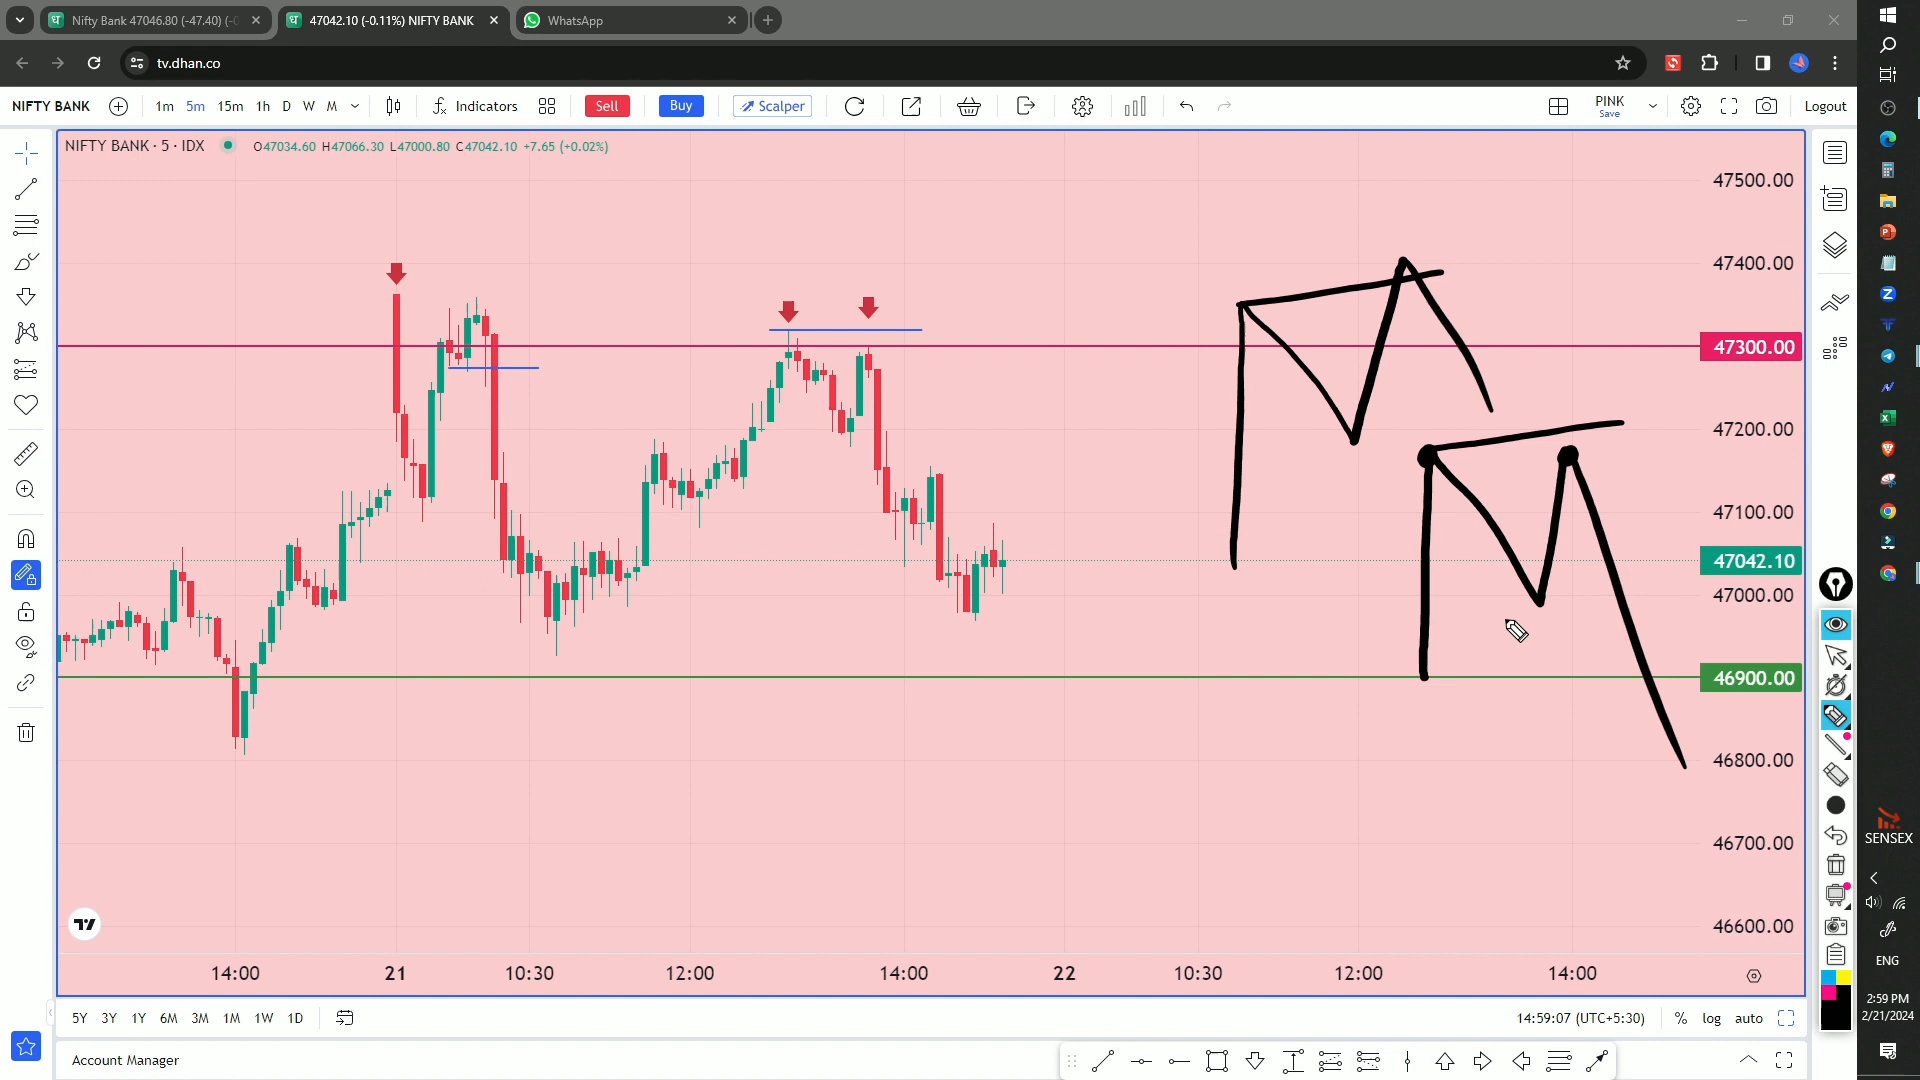 Nifty Bank 47046.80 (-47.40) (-0
47042.10 (-0.11%) NIFTY BANK
WhatsApp
tv.dhan.co
NIFTY BANK
1m 5m 15m 1h D W M
Indicators
Sell
Buy
Scalper
PINK
Save
Logout
NIFTY BANK · 5 · IDX
O47034.60 H47066.30 L47000.80 C47042.10 +7.65 (+0.02%)
47500.00
47400.00
47300.00
47200.00
47100.00
47042.10
47000.00
46900.00
46800.00
46700.00
46600.00
14:00 21 10:30 12:00 14:00 22 10:30 12:00 14:00
5Y 3Y 1Y 6M 3M 1M 1W 1D
14:59:07 (UTC+5:30)
% log auto
Account Manager
SENSEX
ENG
2:59 PM
2/21/2024